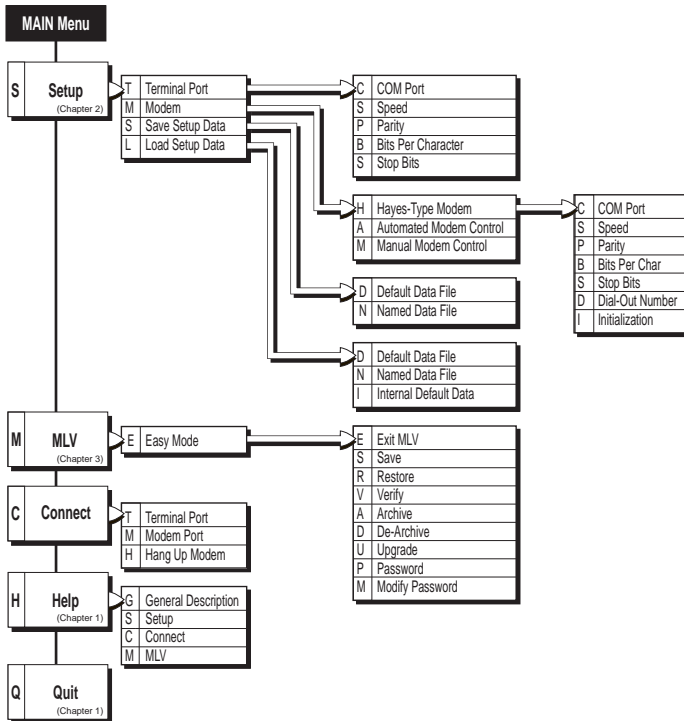 MAIN Menu
S Setup
(Chapter 2)
T Terminal Port
M Modem
S Save Setup Data
L Load Setup Data
C COM Port
S Speed
P Parity
B Bits Per Character
S Stop Bits
H Hayes-Type Modem
A Automated Modem Control
M Manual Modem Control
C COM Port
S Speed
P Parity
B Bits Per Char
S Stop Bits
D Dial-Out Number
I Initialization
D Default Data File
N Named Data File
D Default Data File
N Named Data File
I Internal Default Data
M MLV
(Chapter 3)
E Easy Mode
E Exit MLV
S Save
R Restore
V Verify
A Archive
D De-Archive
U Upgrade
P Password
M Modify Password
C Connect
T Terminal Port
M Modem Port
H Hang Up Modem
H Help
(Chapter 1)
G General Description
S Setup
C Connect
M MLV
Q Quit
(Chapter 1)